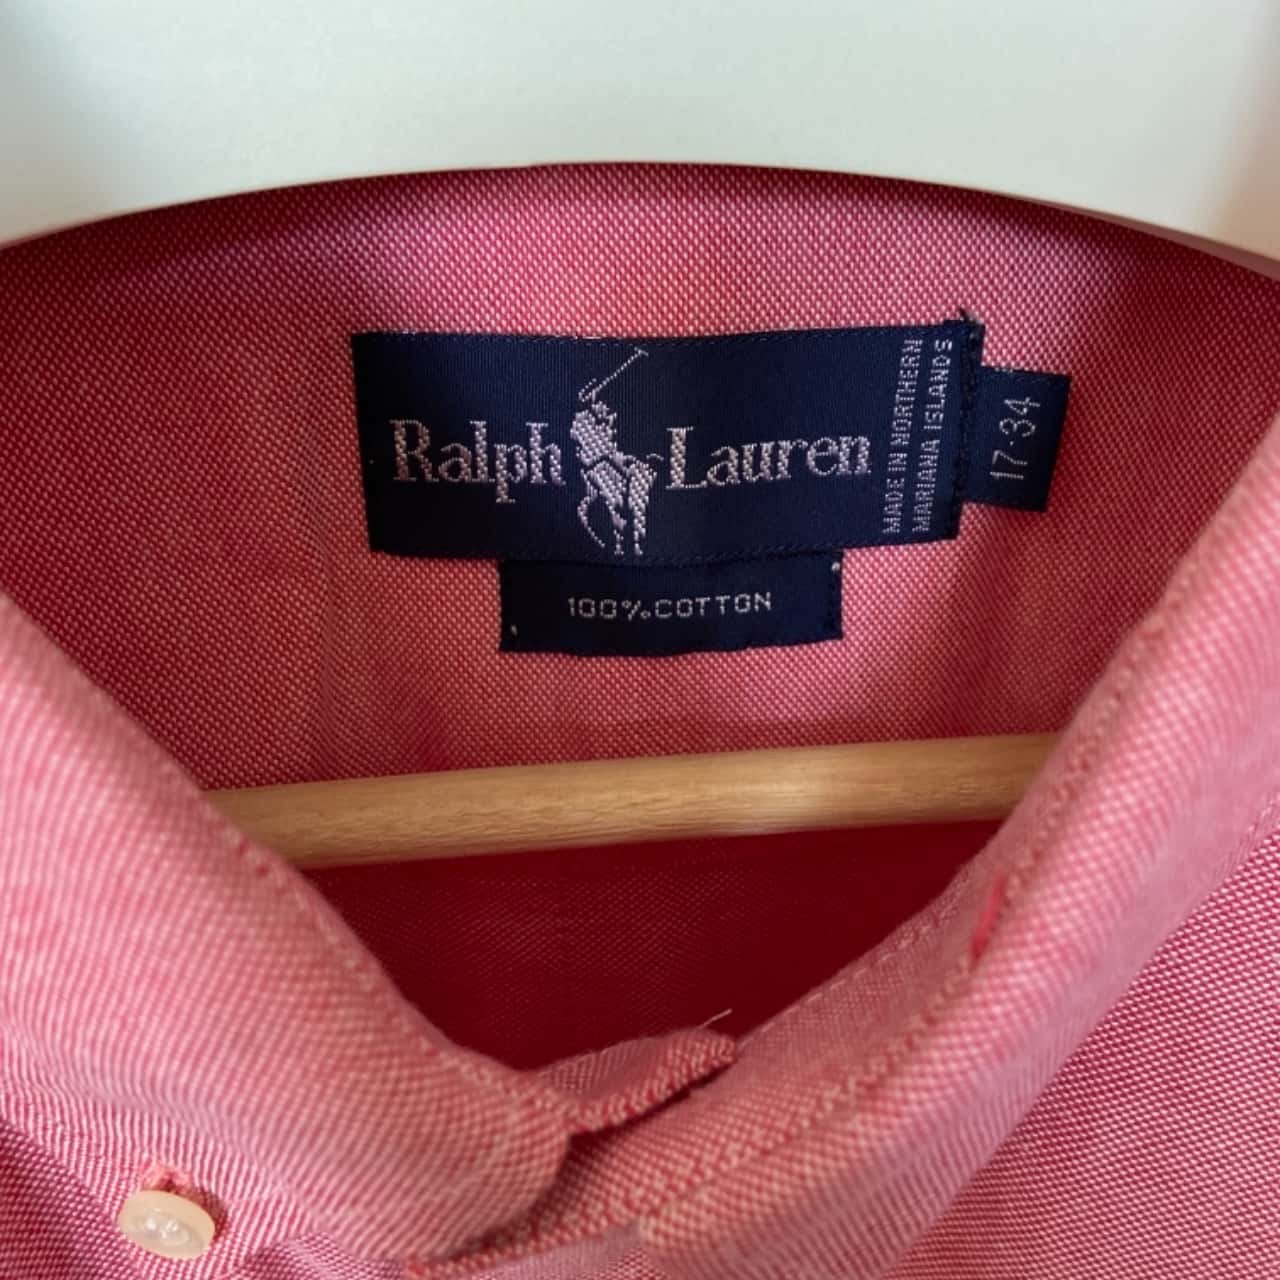 Ralph Lauren
MADE IN NORTHERN
MARIANA ISLANDS
17·34
100% COTTON